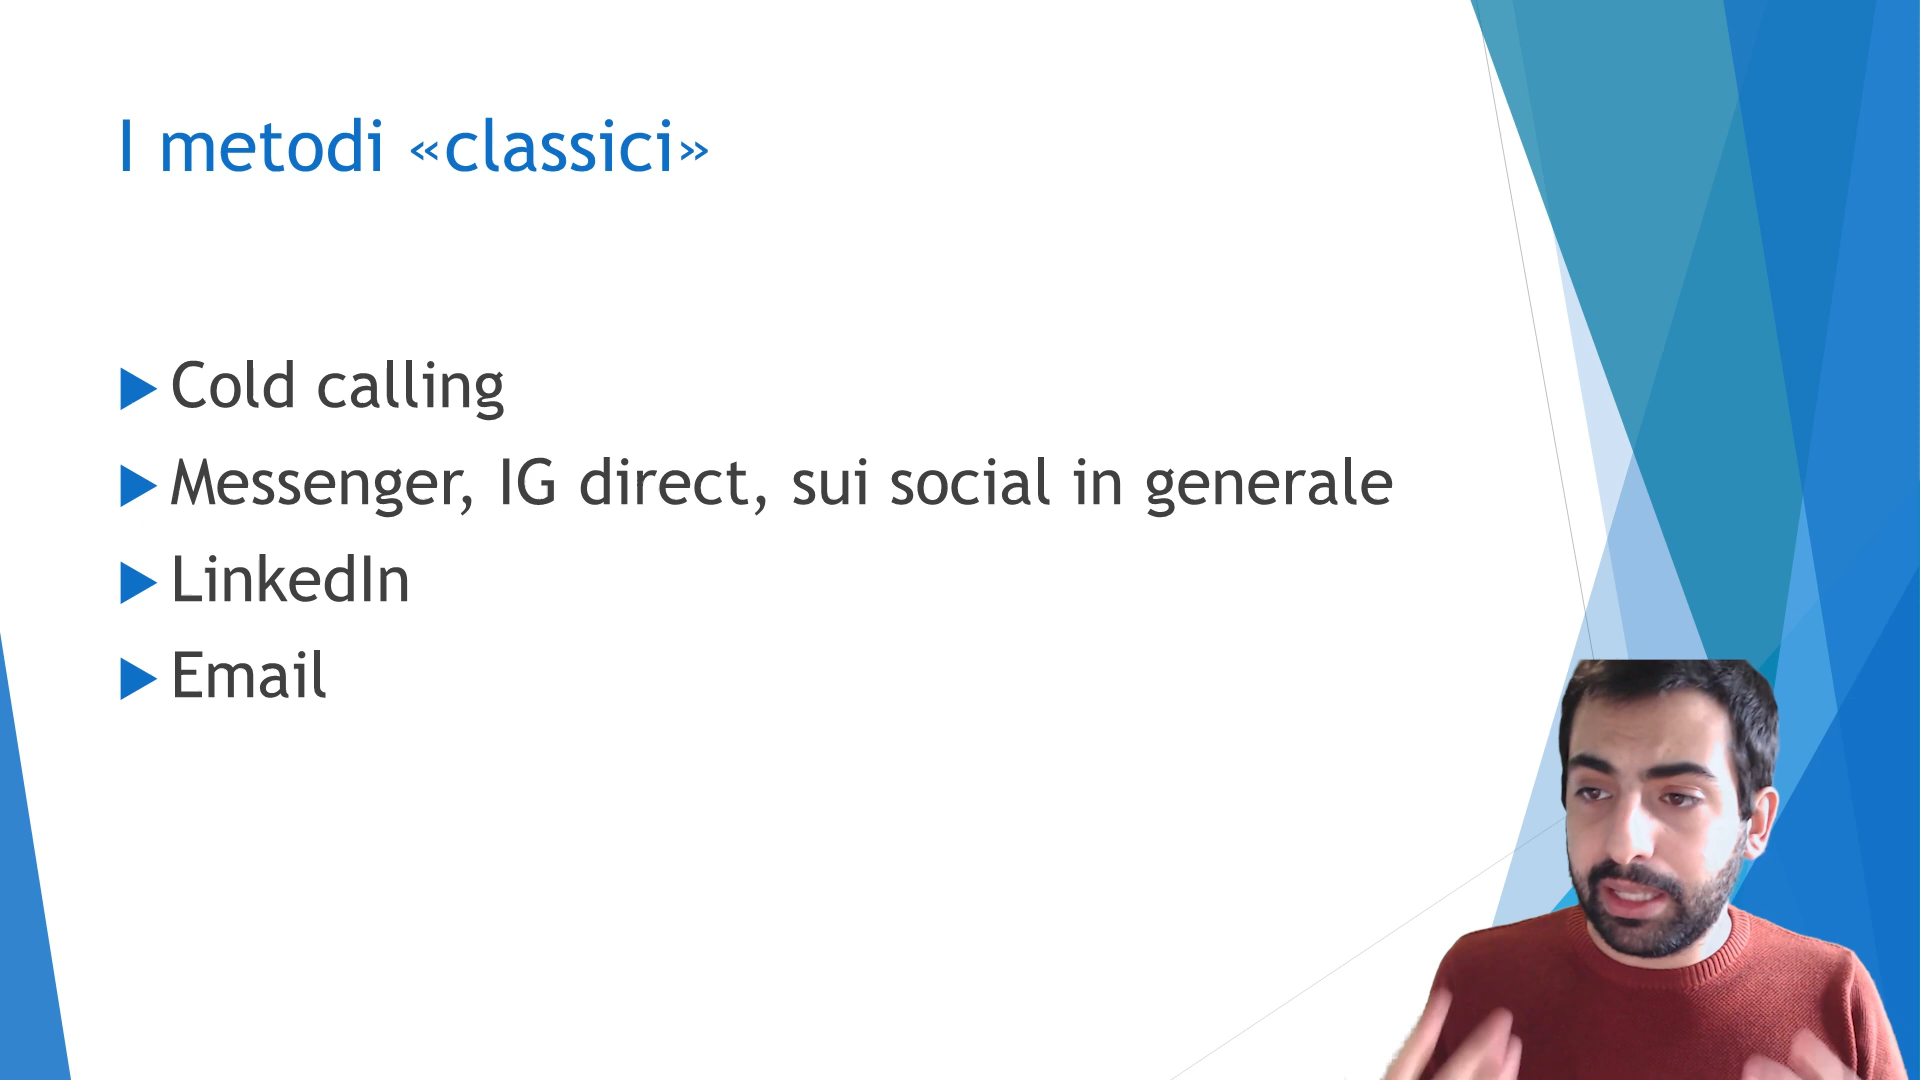 I metodi «classici»
Cold calling
Messenger, IG direct, sui social in generale
LinkedIn
Email